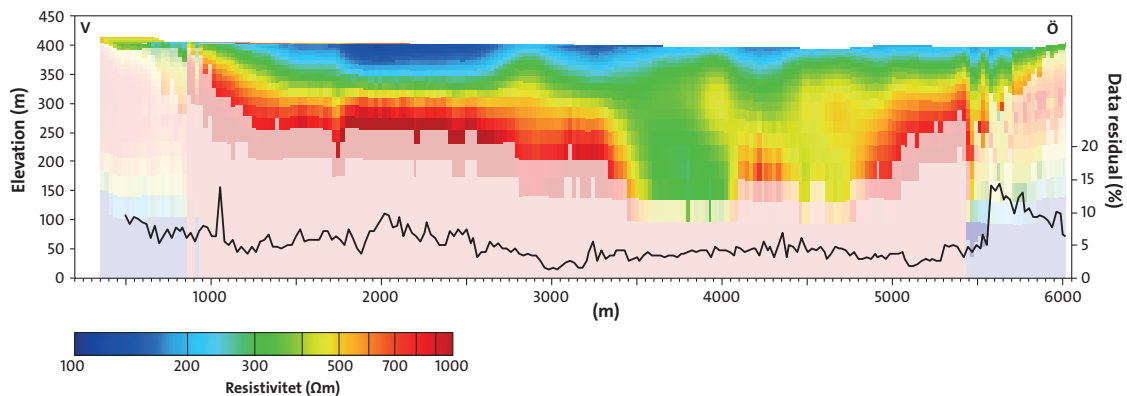 450
400
350
300
250
200
150
100
50
0
Elevation (m)
V
Ö
20
15
10
5
0
Data residual (%)
1000 2000 3000 4000 5000 6000
(m)
100 200 300 500 700 1000
Resistivitet (Ωm)